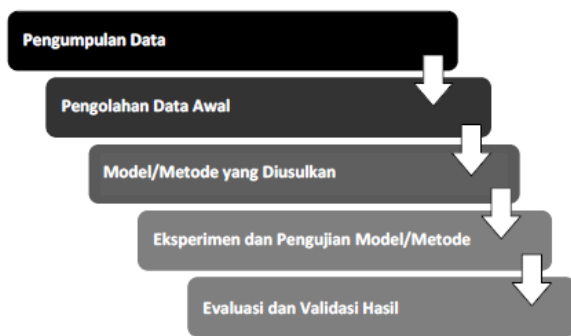 Pengumpulan Data
Pengolahan Data Awal
Model/Metode yang Diusulkan
Eksperimen dan Pengujian Model/Metode
Evaluasi dan Validasi Hasil